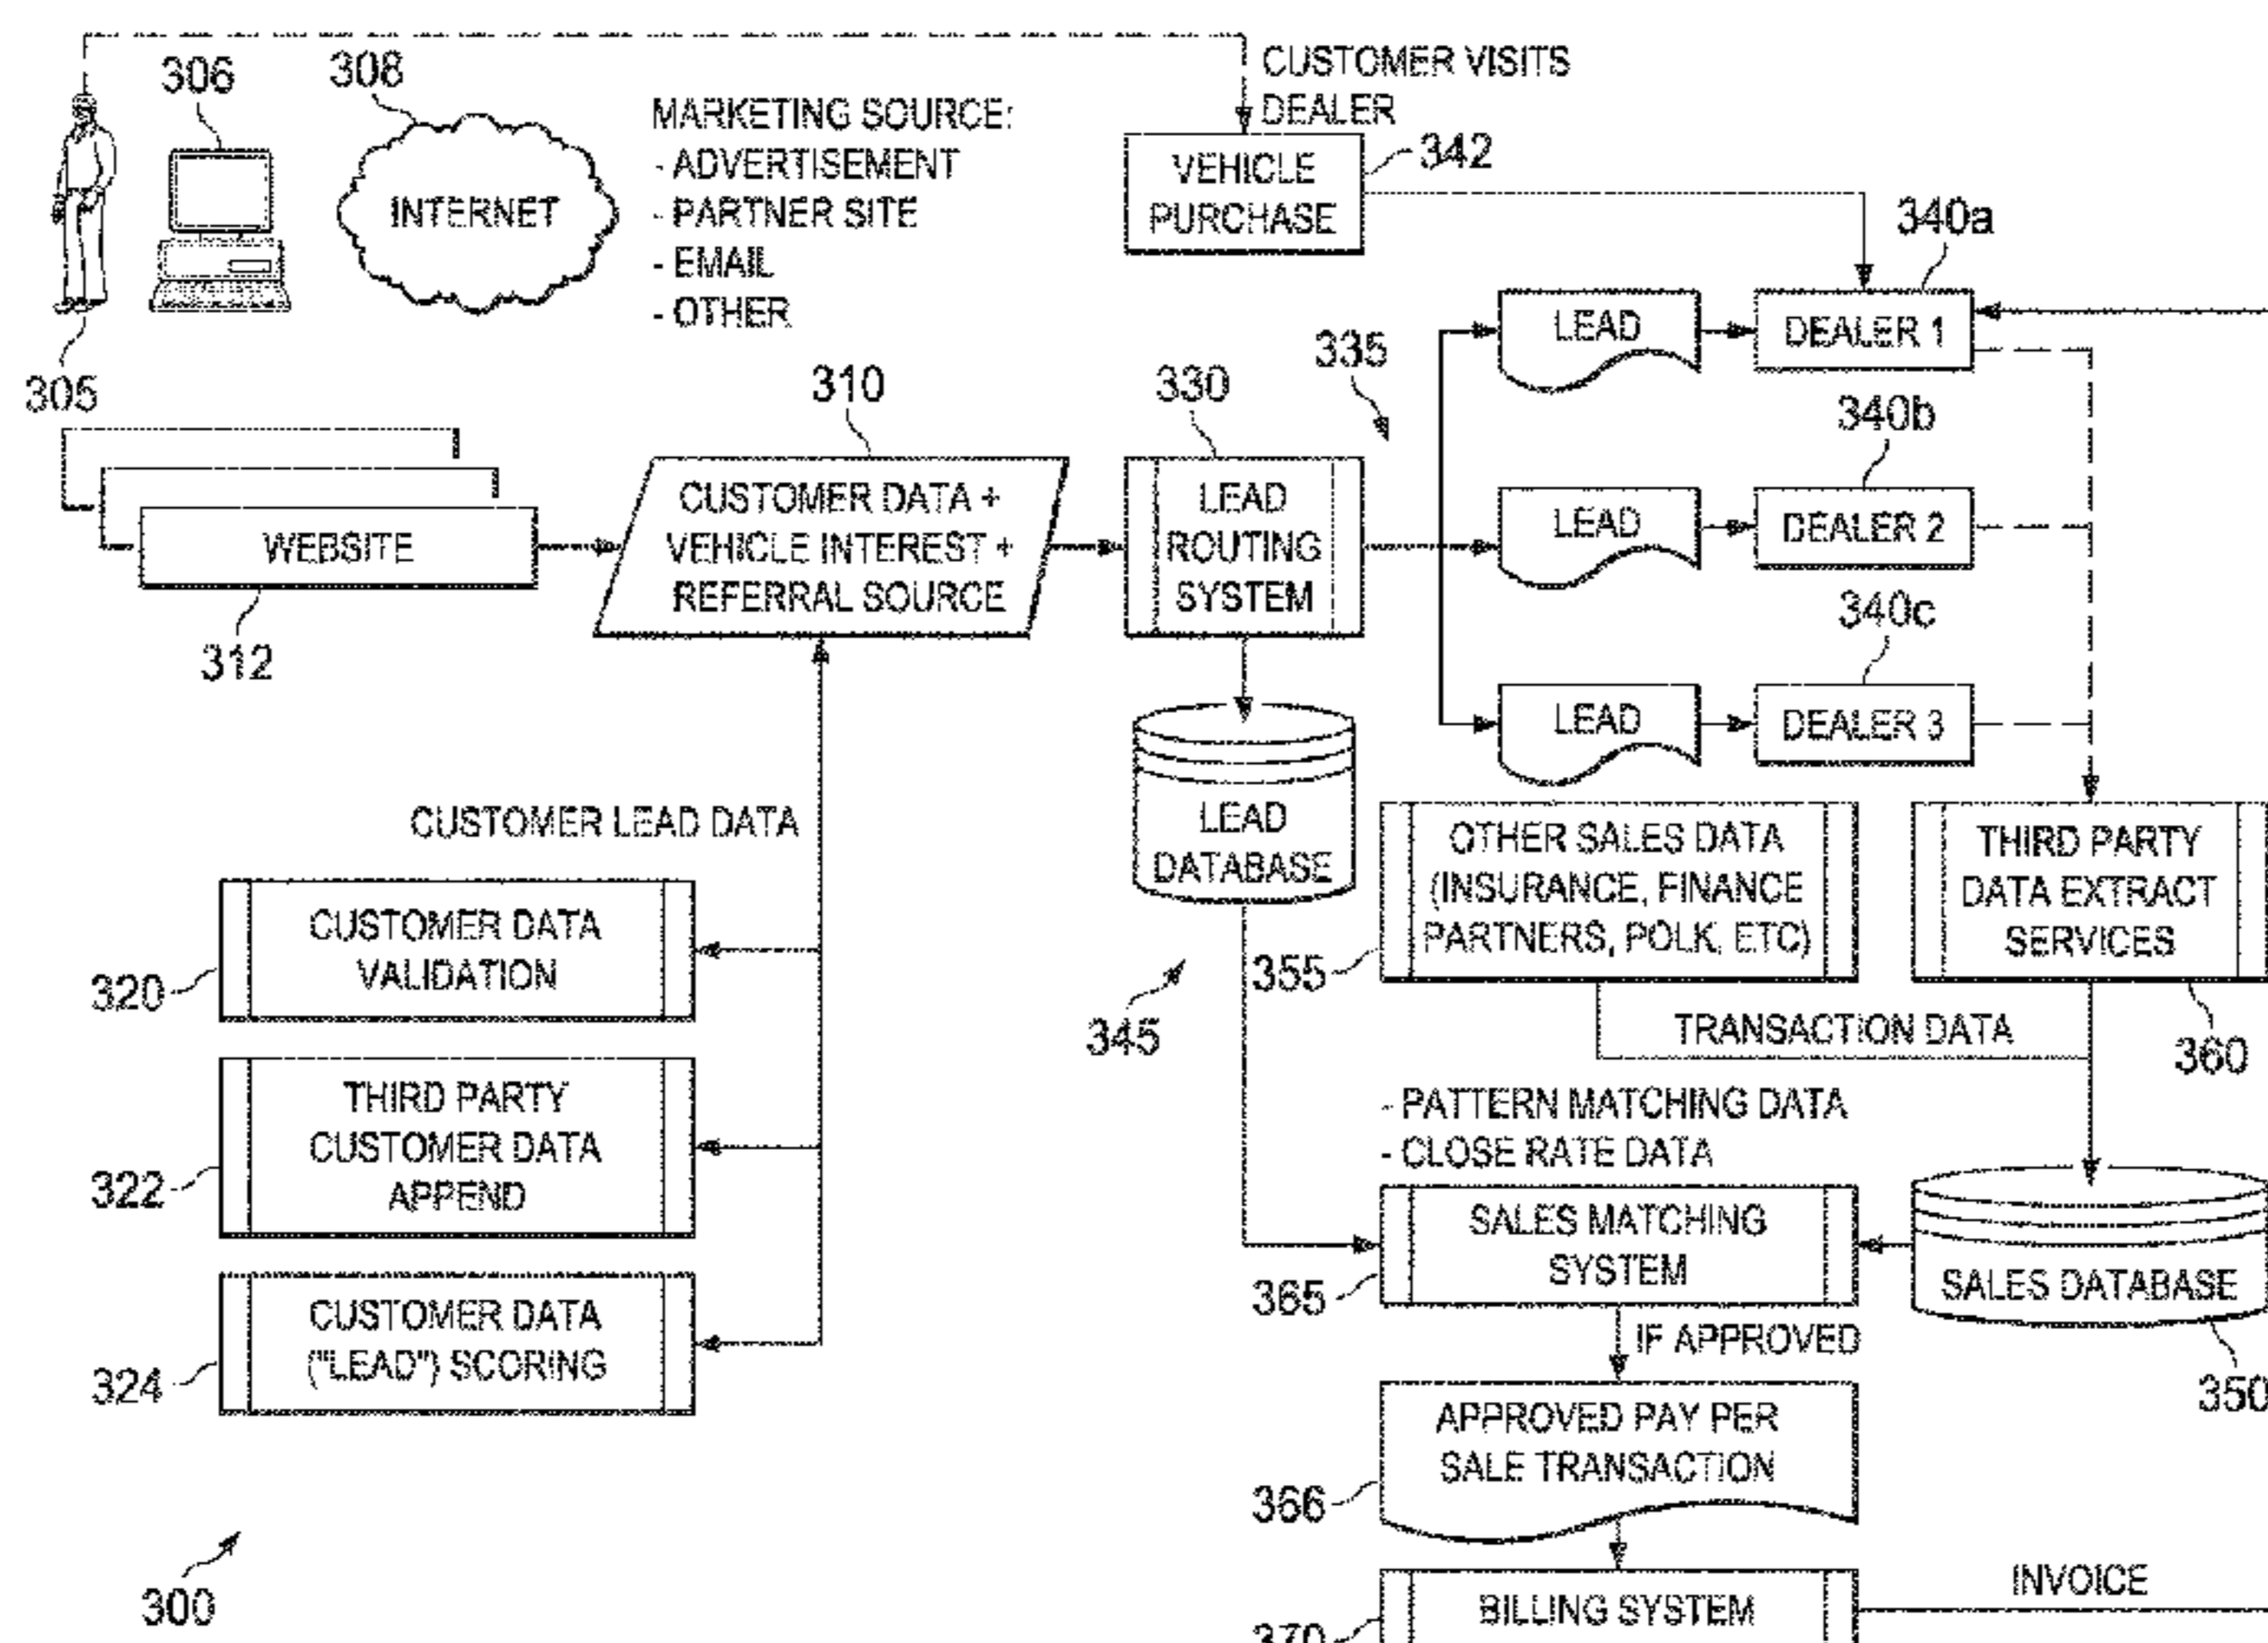 306
308
CUSTOMER VISITS
DEALER
MARKETING SOURCE:
- ADVERTISEMENT
- PARTNER SITE
- EMAIL
- OTHER
INTERNET
VEHICLE
PURCHASE
342
340a
305
335
LEAD
DEALER 1
310
330
340b
CUSTOMER DATA +
VEHICLE INTEREST +
REFERRAL SOURCE
LEAD
ROUTING
SYSTEM
LEAD
DEALER 2
WEBSITE
312
340c
LEAD
DEALER 3
CUSTOMER LEAD DATA
LEAD
DATABASE
OTHER SALES DATA
(INSURANCE, FINANCE
PARTNERS, POLK, ETC)
THIRD PARTY
DATA EXTRACT
SERVICES
CUSTOMER DATA
VALIDATION
320
355
345
TRANSACTION DATA
360
THIRD PARTY
CUSTOMER DATA
APPEND
322
- PATTERN MATCHING DATA
- CLOSE RATE DATA
SALES MATCHING
SYSTEM
365
SALES DATABASE
350
CUSTOMER DATA
("LEAD") SCORING
324
IF APPROVED
APPROVED PAY PER
SALE TRANSACTION
366
300
BILLING SYSTEM
INVOICE
370